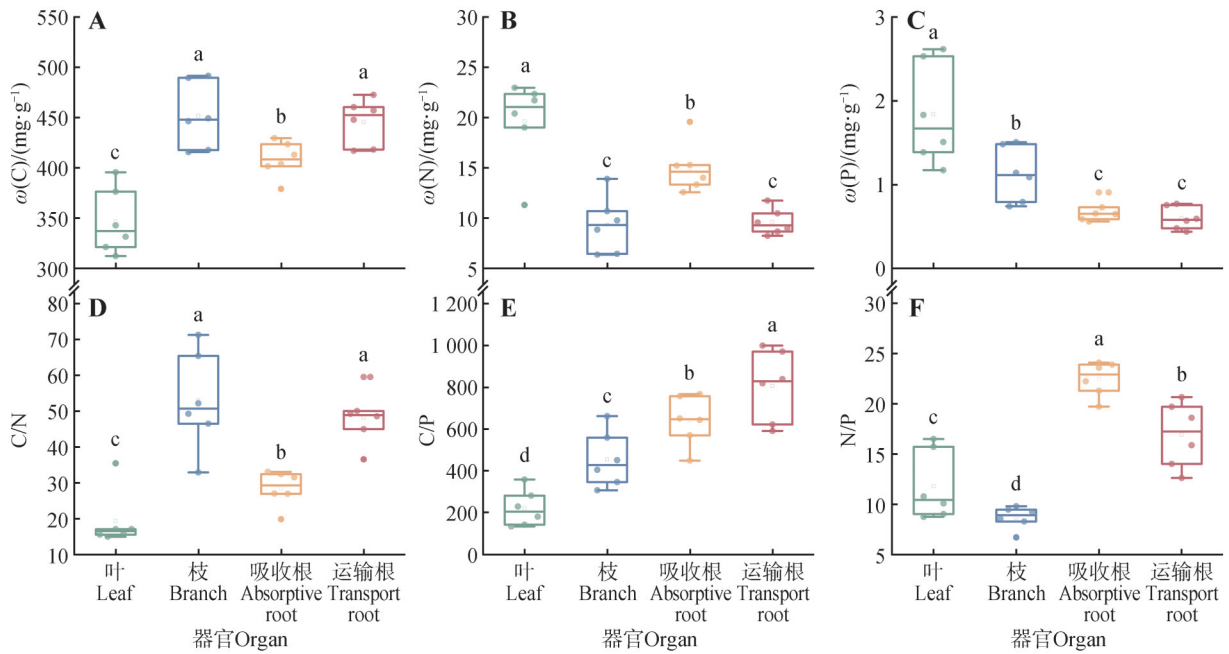 A
ω(C)/(mg·g⁻¹)
550
500
450
400
350
300
c
a
b
a
B
ω(N)/(mg·g⁻¹)
30
25
20
15
10
5
a
c
b
c
C
ω(P)/(mg·g⁻¹)
3
2
1
0
a
b
c
c
D
C/N
80
70
60
50
40
30
20
10
c
a
b
a
叶
Leaf
枝
Branch
吸收根
Absorptive
root
运输根
Transport
root
器官Organ
E
C/P
1 200
1 000
800
600
400
200
0
d
c
b
a
叶
Leaf
枝
Branch
吸收根
Absorptive
root
运输根
Transport
root
器官Organ
F
N/P
30
25
20
15
10
5
c
d
a
b
叶
Leaf
枝
Branch
吸收根
Absorptive
root
运输根
Transport
root
器官Organ